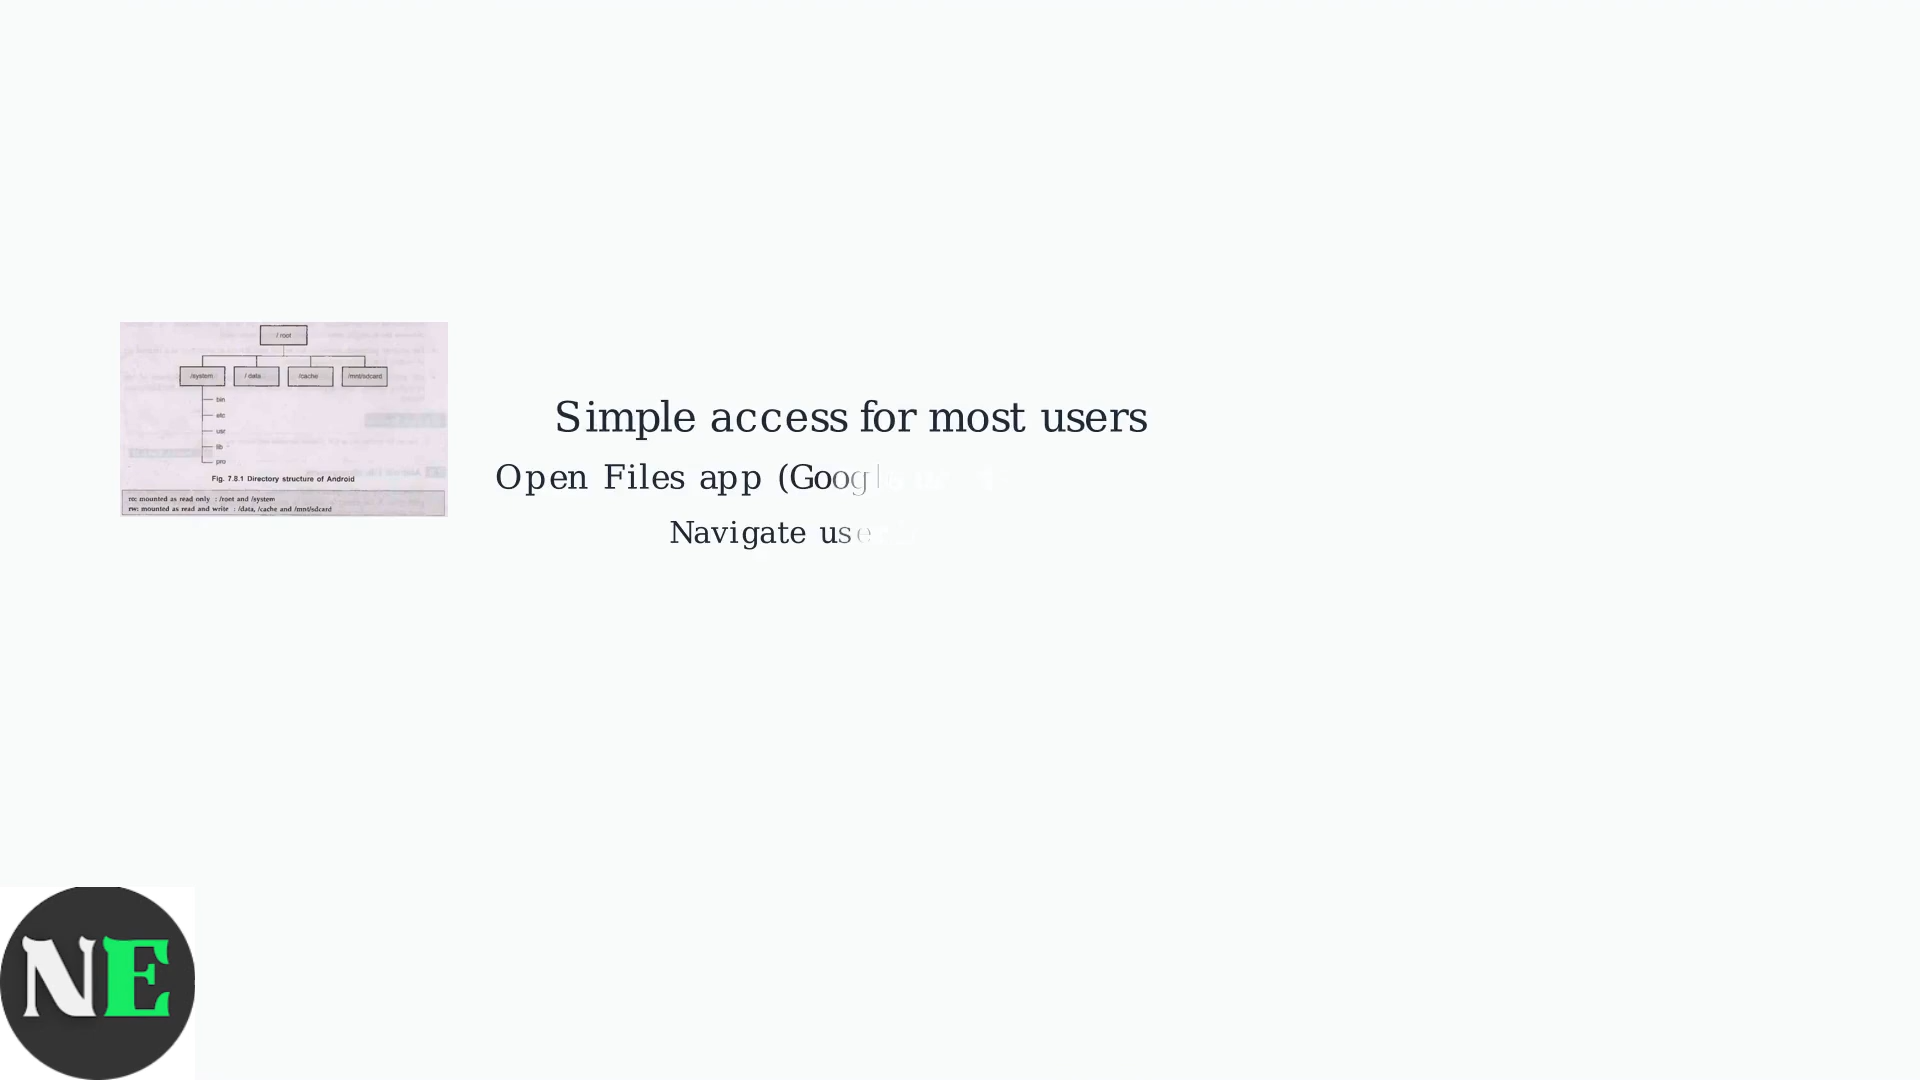 / root
/system
/ data
/cache
/mnt/sdcard
bin
etc
usr
lib
pro
Fig. 7.8.1 Directory structure of Android
ro: mounted as read only : /root and /system
rw: mounted as read and write : /data, /cache and /mnt/sdcard
Simple access for most users
Open Files app (Googl
Navigate use
NE